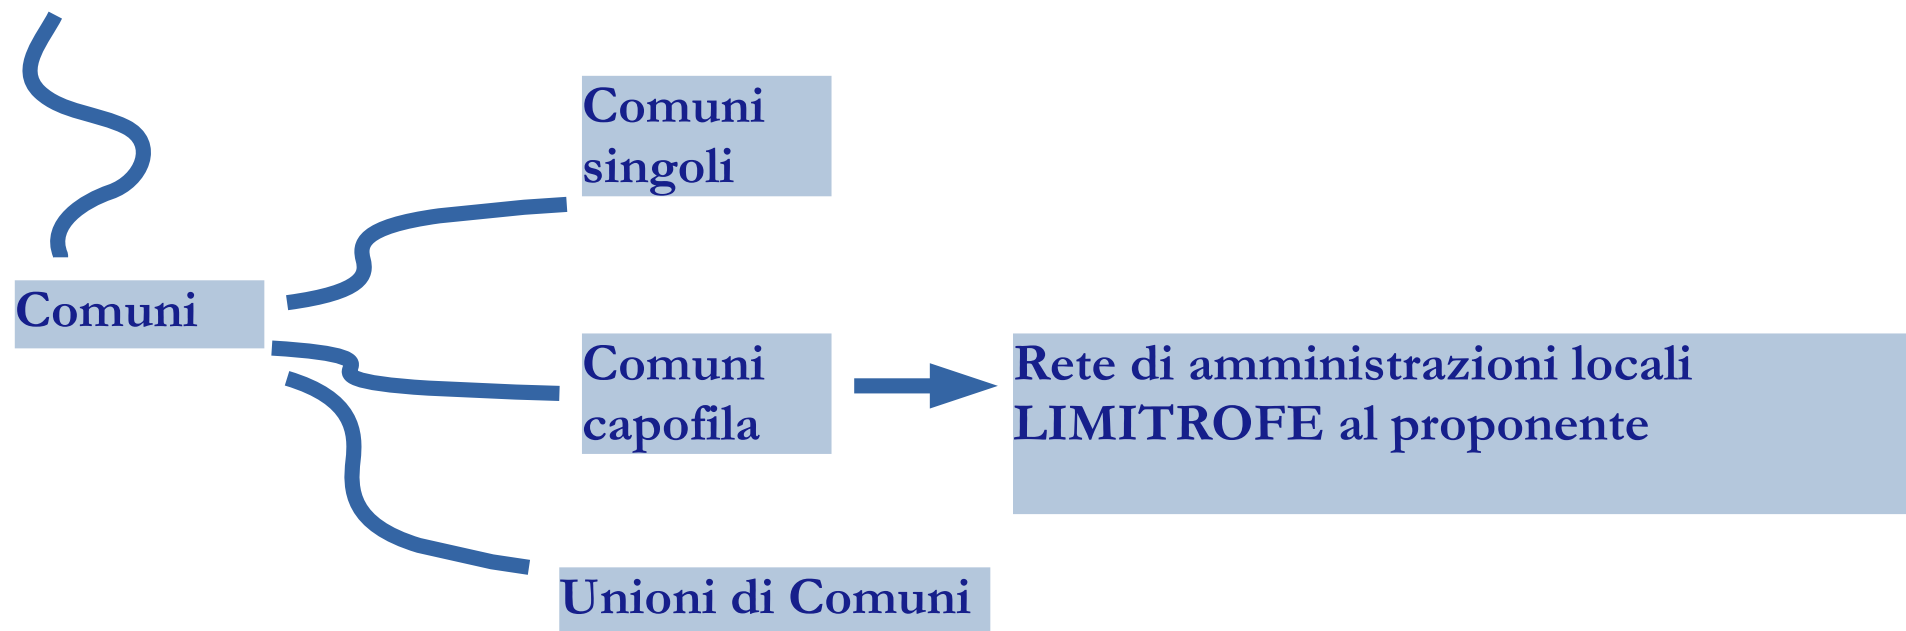 Comuni
singoli
Comuni
Comuni
capofila
Rete di amministrazioni locali
LIMITROFE al proponente
Unioni di Comuni